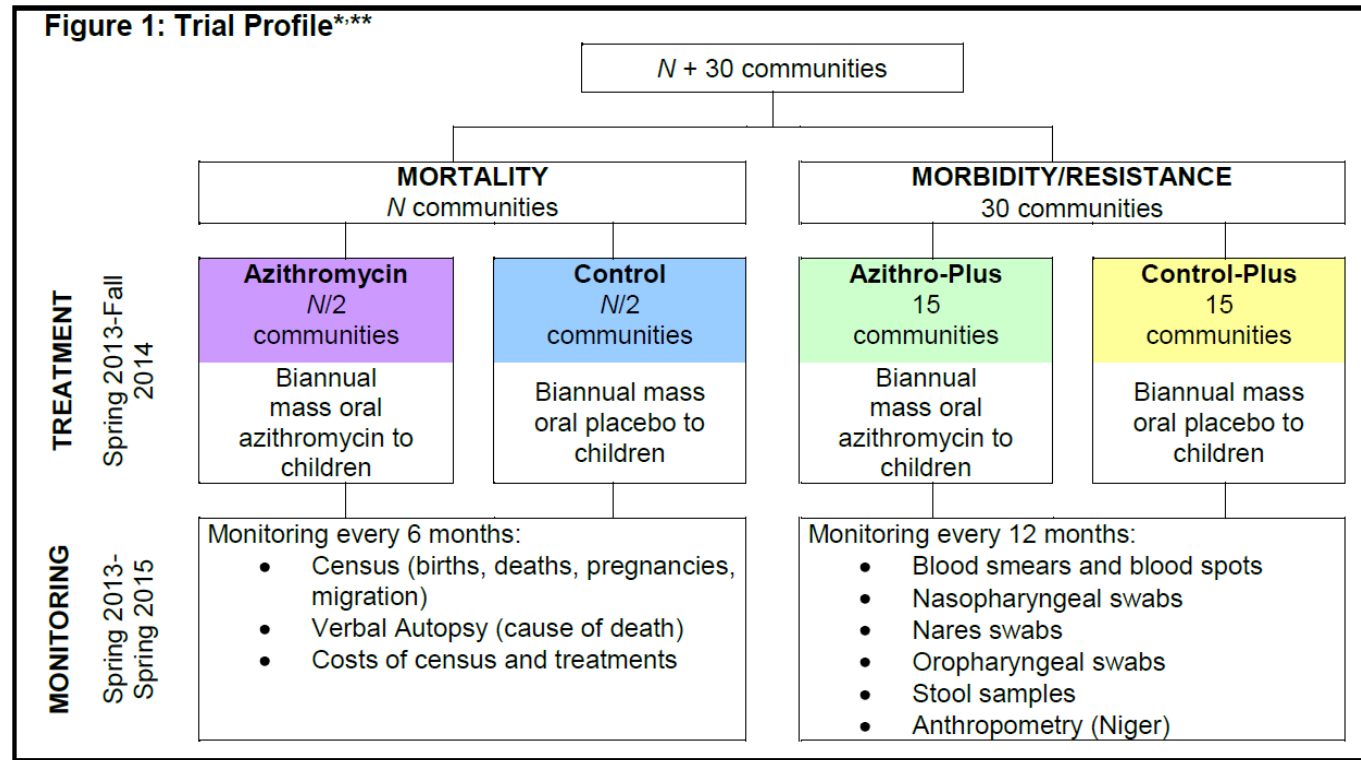 Figure 1: Trial Profile*,**
N + 30 communities
MORTALITY
N communities
MORBIDITY/RESISTANCE
30 communities
TREATMENT
Spring 2013-Fall
2014
Azithromycin
N/2
communities
Biannual
mass oral
azithromycin to
children
Control
N/2
communities
Biannual mass
oral placebo to
children
Azithro-Plus
15
communities
Biannual
mass oral
azithromycin to
children
Control-Plus
15
communities
Biannual mass
oral placebo to
children
MONITORING
Spring 2013-
Spring 2015
Monitoring every 6 months:
• Census (births, deaths, pregnancies,
migration)
• Verbal Autopsy (cause of death)
• Costs of census and treatments
Monitoring every 12 months:
• Blood smears and blood spots
• Nasopharyngeal swabs
• Nares swabs
• Oropharyngeal swabs
• Stool samples
• Anthropometry (Niger)